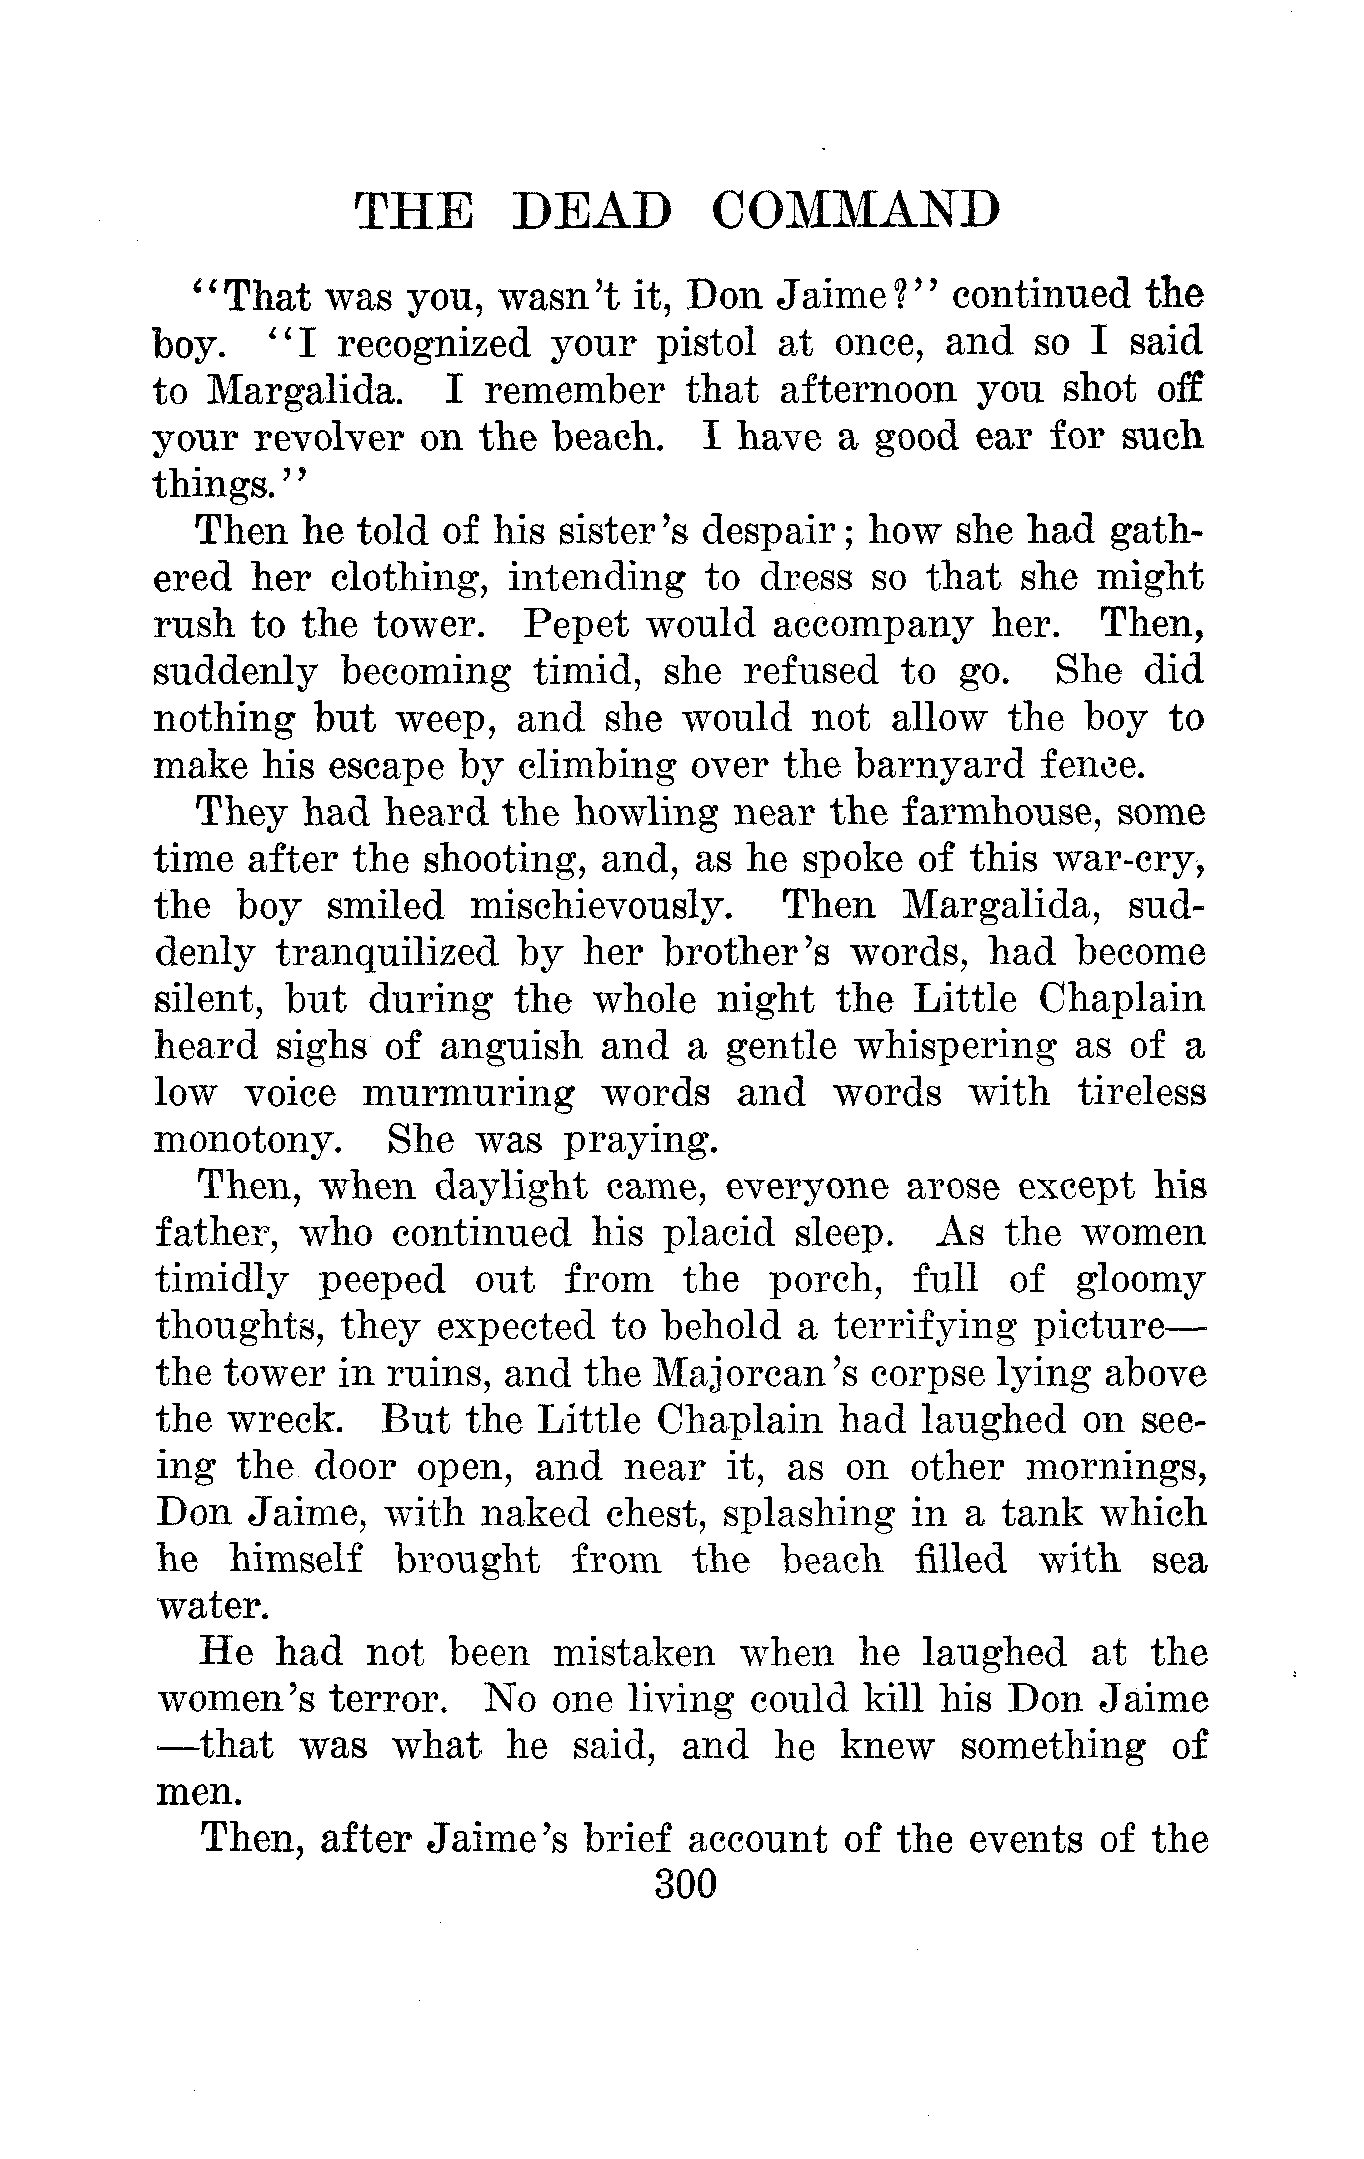 THE DEAD COMMAND
"That was you, wasn't it, Don Jaime?" continued the
boy. "I recognized your pistol at once, and so I said
to Margalida. I remember that afternoon you shot off
your revolver on the beach. I have a good ear for such
things."
Then he told of his sister's despair; how she had gath-
ered her clothing, intending to dress so that she might
rush to the tower. Pepet would accompany her. Then,
suddenly becoming timid, she refused to go. She did
nothing but weep, and she would not allow the boy to
make his escape by climbing over the barnyard fence.
They had heard the howling near the farmhouse, some
time after the shooting, and, as he spoke of this war-cry,
the boy smiled mischievously. Then Margalida, sud-
denly tranquilized by her brother's words, had become
silent, but during the whole night the Little Chaplain
heard sighs of anguish and a gentle whispering as of a
low voice murmuring words and words with tireless
monotony. She was praying.
Then, when daylight came, everyone arose except his
father, who continued his placid sleep. As the women
timidly peeped out from the porch, full of gloomy
thoughts, they expected to behold a terrifying picture—
the tower in ruins, and the Majorcan's corpse lying above
the wreck. But the Little Chaplain had laughed on see-
ing the door open, and near it, as on other mornings,
Don Jaime, with naked chest, splashing in a tank which
he himself brought from the beach filled with sea
water.
He had not been mistaken when he laughed at the
women's terror. No one living could kill his Don Jaime
—that was what he said, and he knew something of
men.
Then, after Jaime's brief account of the events of the
300